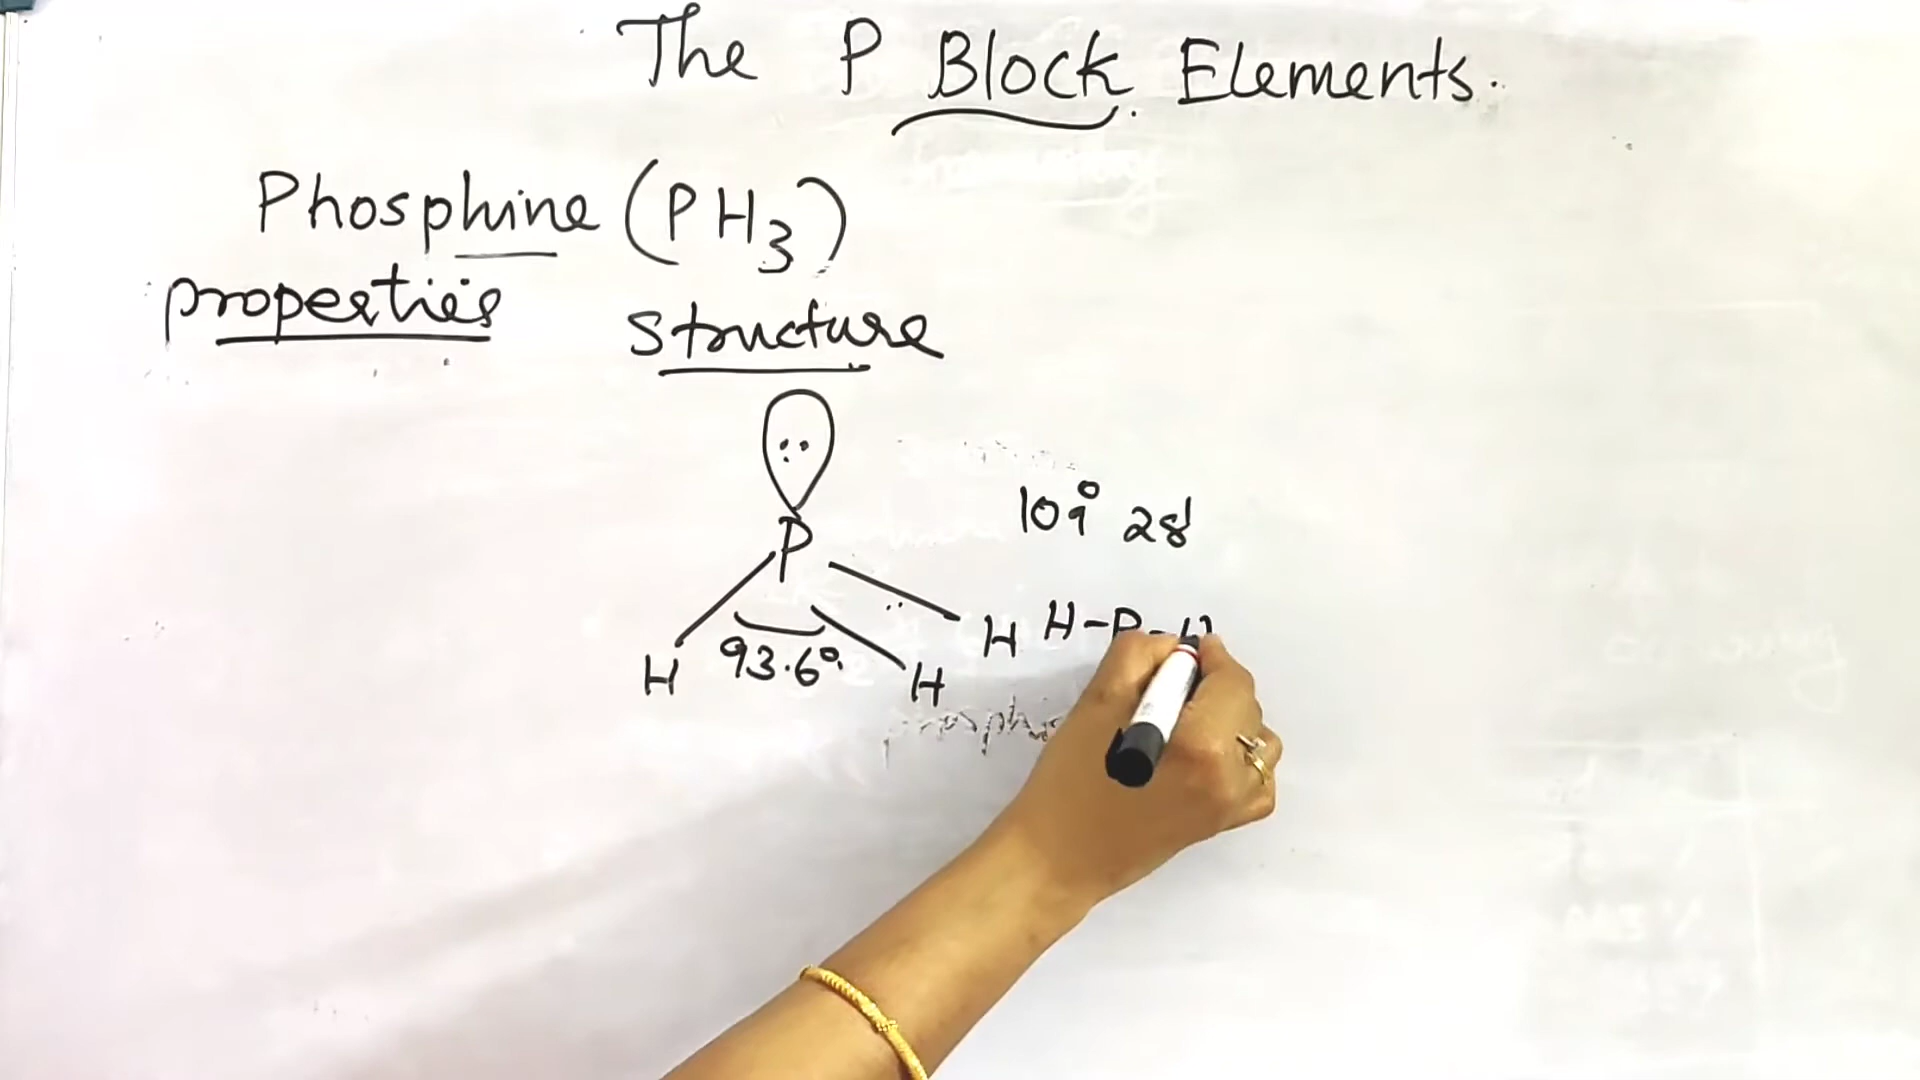 The P Block Elements.
Phosphine (PH3)
properties
structure
P
109° 28'
H H-P-H
H 93.6° H